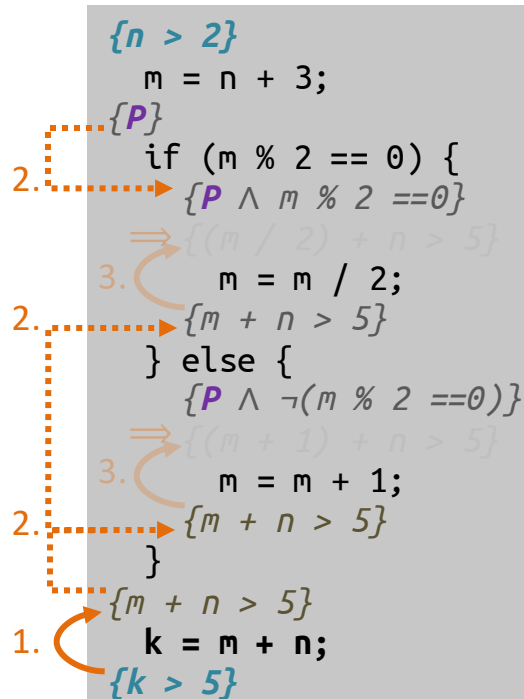 {n > 2}
m = n + 3;
{P}
if (m % 2 == 0) {
2.
{P ∧ m % 2 ==0}
⇒ {(m / 2) + n > 5}
3.
m = m / 2;
2.
{m + n > 5}
} else {
{P ∧ ¬(m % 2 ==0)}
⇒ {(m + 1) + n > 5}
3.
m = m + 1;
2.
{m + n > 5}
}
{m + n > 5}
1.
k = m + n;
{k > 5}